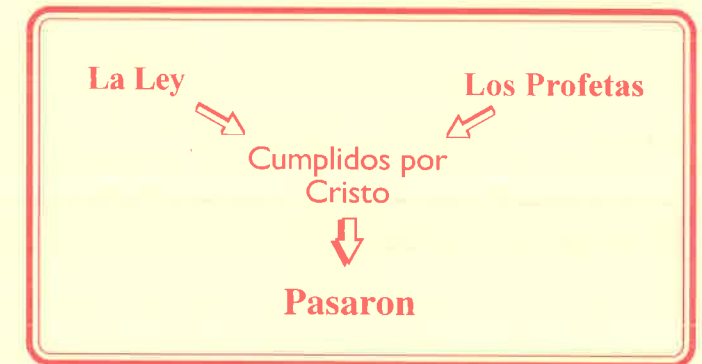 La Ley
Los Profetas
Cumplidos por
Cristo
Pasaron